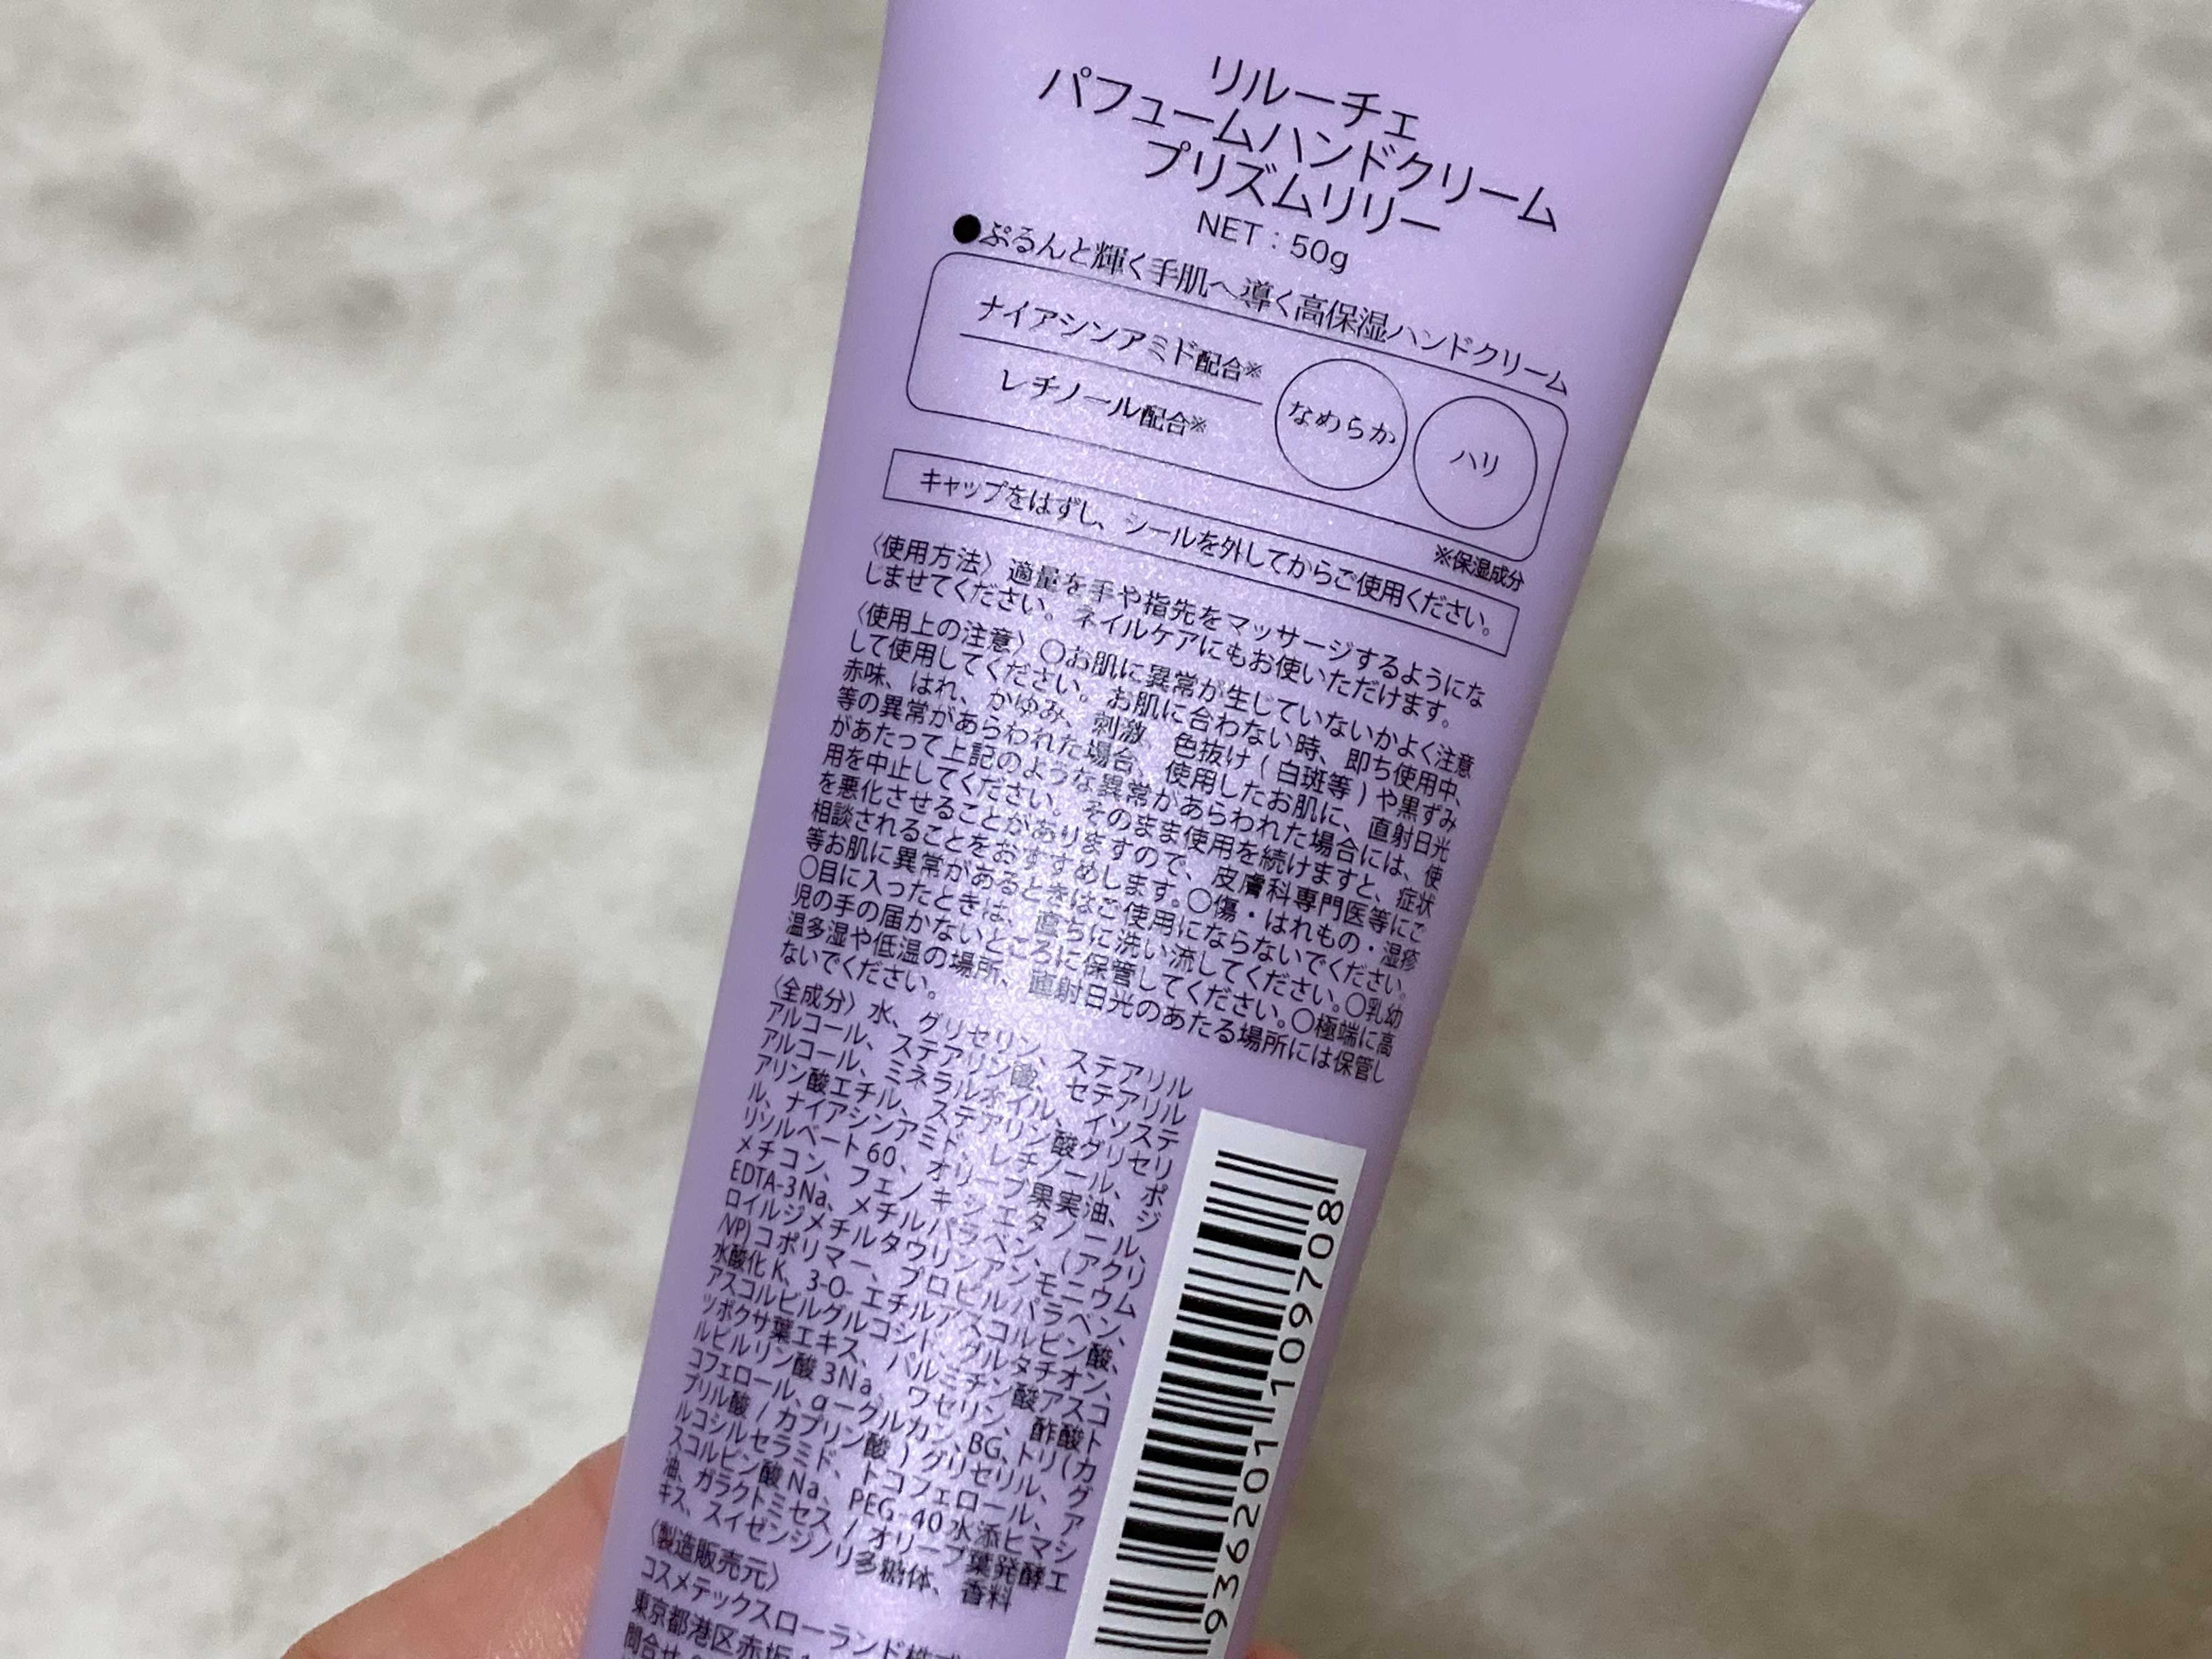 リルーチェ
パフュームハンドクリーム
プリズムリリー
NET：50g
●ぷるんと輝く手肌へ導く高保湿ハンドクリーム
ナイアシンアミド配合※
レチノール配合※
なめらか
ハリ
※保湿成分
キャップをはずし、シールを外してからご使用ください。
〈使用方法〉適量を手や指先をマッサージするようにな
じませてください。ネイルケアにもお使いただけます。
〈使用上の注意〉〇お肌に異常が生じていないかよく注意
して使用してください。お肌に合わない時、即ち使用中、
赤味、はれ、かゆみ、刺激、色抜け(白斑等)や黒ずみ
等の異常があらわれた場合、使用したお肌に、直射日光
があたって上記のような異常があらわれた場合には、使
用を中止してください。そのまま使用を続けますと、症状
を悪化させることがありますので、皮膚科専門医等にご
相談されることをおすすめします。〇傷・はれもの・湿疹
等お肌に異常があるときはご使用にならないでください。
〇目に入ったときは、直ちに洗い流してください。〇乳幼
児の手の届かないところに保管してください。〇極端に高
温多湿や低温の場所、直射日光のあたる場所には保管し
ないでください。
〈全成分〉水、グリセリン、ステアリル
アルコール、ステアリン酸、セテアリル
アルコール、ミネラルオイル、イソステ
アリン酸エチル、ステアリン酸グリセリ
ル、ナイアシンアミド、レチノール、ポ
リソルベート60、オリーブ果実油、ジ
メチコン、フェノキシエタノール、
EDTA-3Na、メチルパラベン、(アクリ
ロイルジメチルタウリンアンモニウム
/VP)コポリマー、プロピルパラベン、
水酸化K、3-O-エチルアスコルビン酸、
アスコルビルグルコシド、グルタチオン、
ツボクサ葉エキス、パルミチン酸アスコ
ルビルリン酸3Na、ワセリン、酢酸ト
コフェロール、α-グルカン、BG、トリ(カ
プリル酸/カプリン酸)グリセリル、グ
ルコシルセラミド、トコフェロール、ア
スコルビン酸Na、PEG-40水添ヒマシ
油、ガラクトミセス/オリーブ葉発酵エ
キス、スイゼンジノリ多糖体、香料
〈製造販売元〉
コスメテックスローランド株式
東京都港区赤坂
問合せ
9362011109708